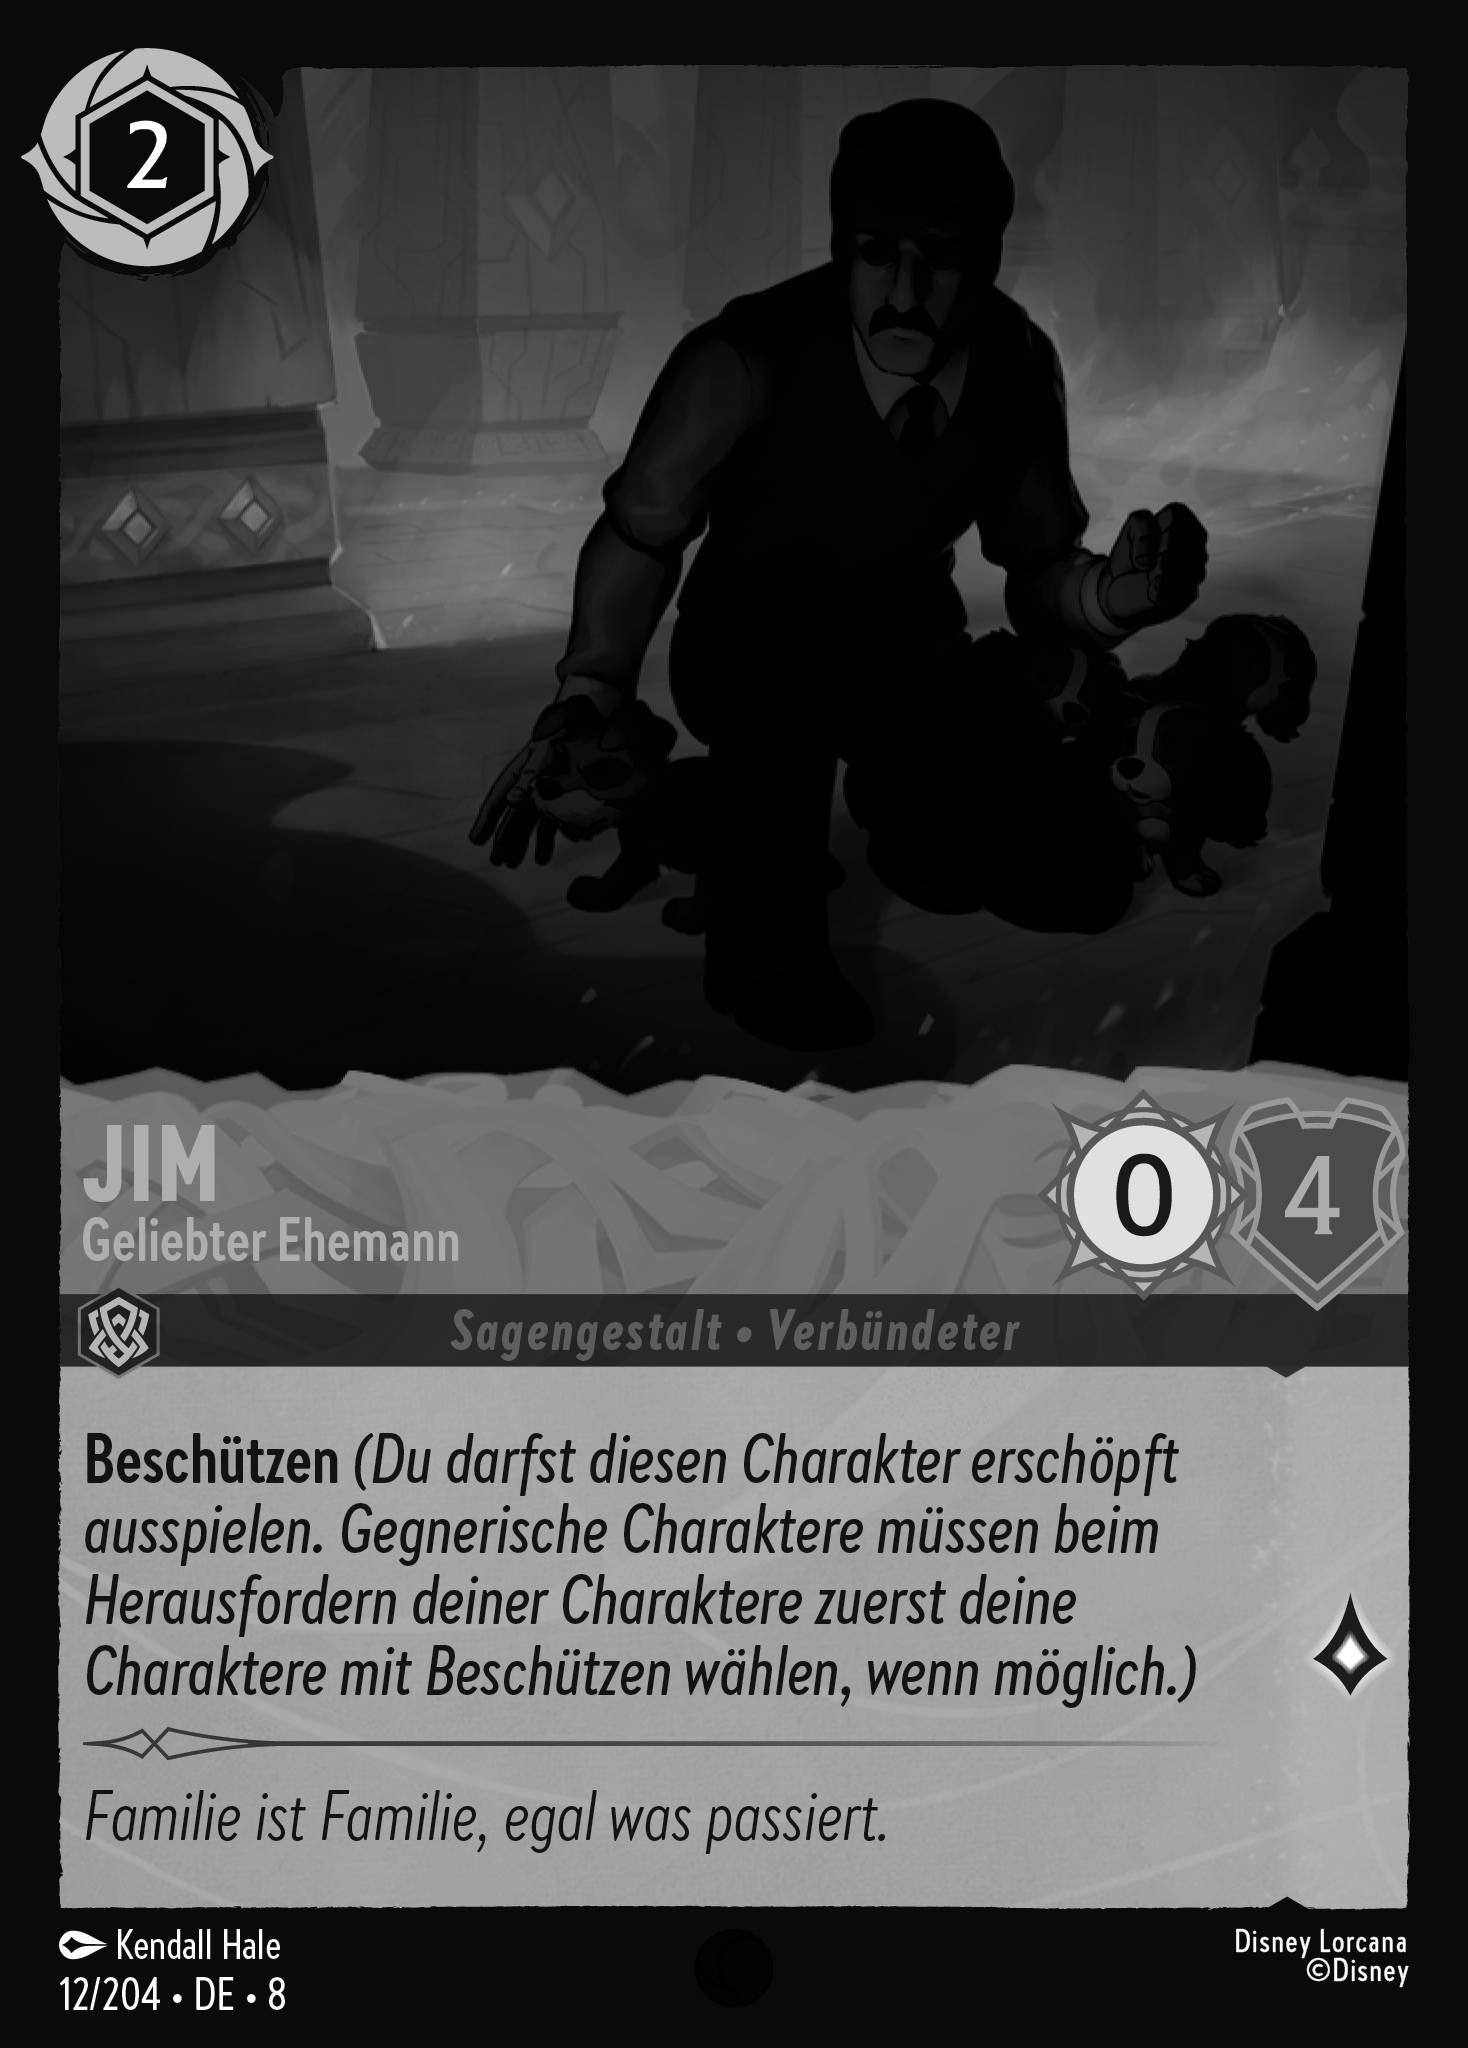 2
JIM
Geliebter Ehemann
0
4
Sagengestalt • Verbündeter
Beschützen (Du darfst diesen Charakter erschöpft
ausspielen. Gegnerische Charaktere müssen beim
Herausfordern deiner Charaktere zuerst deine
Charaktere mit Beschützen wählen, wenn möglich.)
Familie ist Familie, egal was passiert.
Kendall Hale
12/204 • DE • 8
Disney Lorcana
©Disney